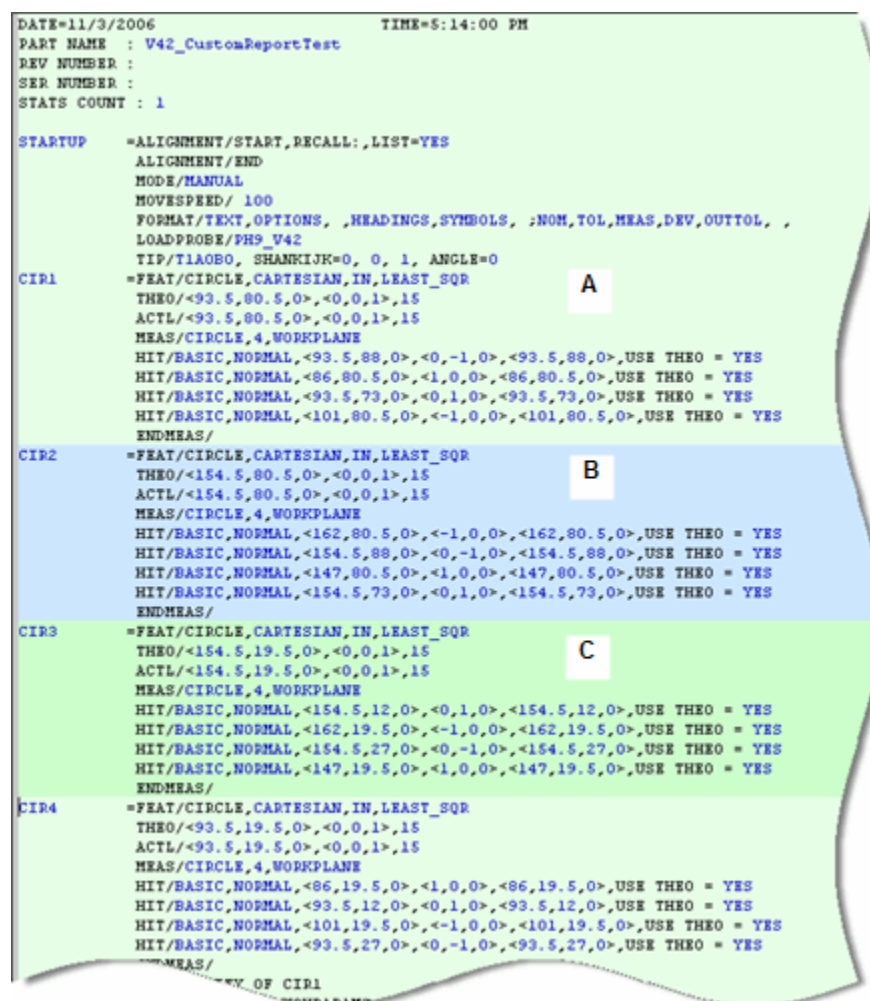 DATE=11/3/2006 TIME=5:14:00 PM
PART NAME : V42_CustomReportTest
REV NUMBER :
SER NUMBER :
STATS COUNT : 1
STARTUP =ALIGNMENT/START,RECALL:,LIST=YES
ALIGNMENT/END
MODE/MANUAL
MOVESPEED/ 100
FORMAT/TEXT,OPTIONS, ,HEADINGS,SYMBOLS, ;NOM,TOL,MEAS,DEV,OUTTOL, ,
LOADPROBE/PH9_V42
TIP/T1A0B0, SHANKIJK=0, 0, 1, ANGLE=0
CIR1 =FEAT/CIRCLE,CARTESIAN,IN,LEAST_SQR
A
THEO/<93.5,80.5,0>,<0,0,1>,15
ACTL/<93.5,80.5,0>,<0,0,1>,15
MEAS/CIRCLE,4,WORKPLANE
HIT/BASIC,NORMAL,<93.5,88,0>,<0,-1,0>,<93.5,88,0>,USE THEO = YES
HIT/BASIC,NORMAL,<86,80.5,0>,<1,0,0>,<86,80.5,0>,USE THEO = YES
HIT/BASIC,NORMAL,<93.5,73,0>,<0,1,0>,<93.5,73,0>,USE THEO = YES
HIT/BASIC,NORMAL,<101,80.5,0>,<-1,0,0>,<101,80.5,0>,USE THEO = YES
ENDMEAS/
CIR2 =FEAT/CIRCLE,CARTESIAN,IN,LEAST_SQR
B
THEO/<154.5,80.5,0>,<0,0,1>,15
ACTL/<154.5,80.5,0>,<0,0,1>,15
MEAS/CIRCLE,4,WORKPLANE
HIT/BASIC,NORMAL,<162,80.5,0>,<-1,0,0>,<162,80.5,0>,USE THEO = YES
HIT/BASIC,NORMAL,<154.5,88,0>,<0,-1,0>,<154.5,88,0>,USE THEO = YES
HIT/BASIC,NORMAL,<147,80.5,0>,<1,0,0>,<147,80.5,0>,USE THEO = YES
HIT/BASIC,NORMAL,<154.5,73,0>,<0,1,0>,<154.5,73,0>,USE THEO = YES
ENDMEAS/
CIR3 =FEAT/CIRCLE,CARTESIAN,IN,LEAST_SQR
C
THEO/<154.5,19.5,0>,<0,0,1>,15
ACTL/<154.5,19.5,0>,<0,0,1>,15
MEAS/CIRCLE,4,WORKPLANE
HIT/BASIC,NORMAL,<154.5,12,0>,<0,1,0>,<154.5,12,0>,USE THEO = YES
HIT/BASIC,NORMAL,<162,19.5,0>,<-1,0,0>,<162,19.5,0>,USE THEO = YES
HIT/BASIC,NORMAL,<154.5,27,0>,<0,-1,0>,<154.5,27,0>,USE THEO = YES
HIT/BASIC,NORMAL,<147,19.5,0>,<1,0,0>,<147,19.5,0>,USE THEO = YES
ENDMEAS/
CIR4 =FEAT/CIRCLE,CARTESIAN,IN,LEAST_SQR
THEO/<93.5,19.5,0>,<0,0,1>,15
ACTL/<93.5,19.5,0>,<0,0,1>,15
MEAS/CIRCLE,4,WORKPLANE
HIT/BASIC,NORMAL,<86,19.5,0>,<1,0,0>,<86,19.5,0>,USE THEO = YES
HIT/BASIC,NORMAL,<93.5,12,0>,<0,1,0>,<93.5,12,0>,USE THEO = YES
HIT/BASIC,NORMAL,<101,19.5,0>,<-1,0,0>,<101,19.5,0>,USE THEO = YES
HIT/BASIC,NORMAL,<93.5,27,0>,<0,-1,0>,<93.5,27,0>,USE THEO = YES
ENDMEAS/
OF CIR1